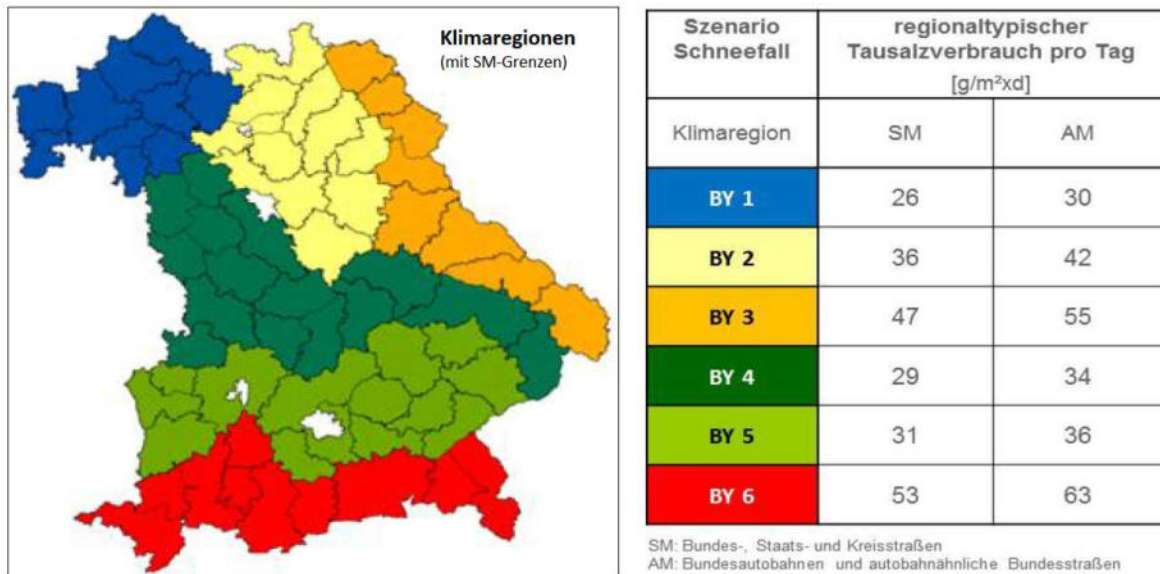 Klimaregionen
(mit SM-Grenzen)
Szenario
Schneefall
regionaltypischer
Tausalzverbrauch pro Tag
[g/m²xd]
Klimaregion SM AM
BY 1 26 30
BY 2 36 42
BY 3 47 55
BY 4 29 34
BY 5 31 36
BY 6 53 63
SM: Bundes-, Staats- und Kreisstraßen
AM: Bundesautobahnen und autobahnähnliche Bundesstraßen